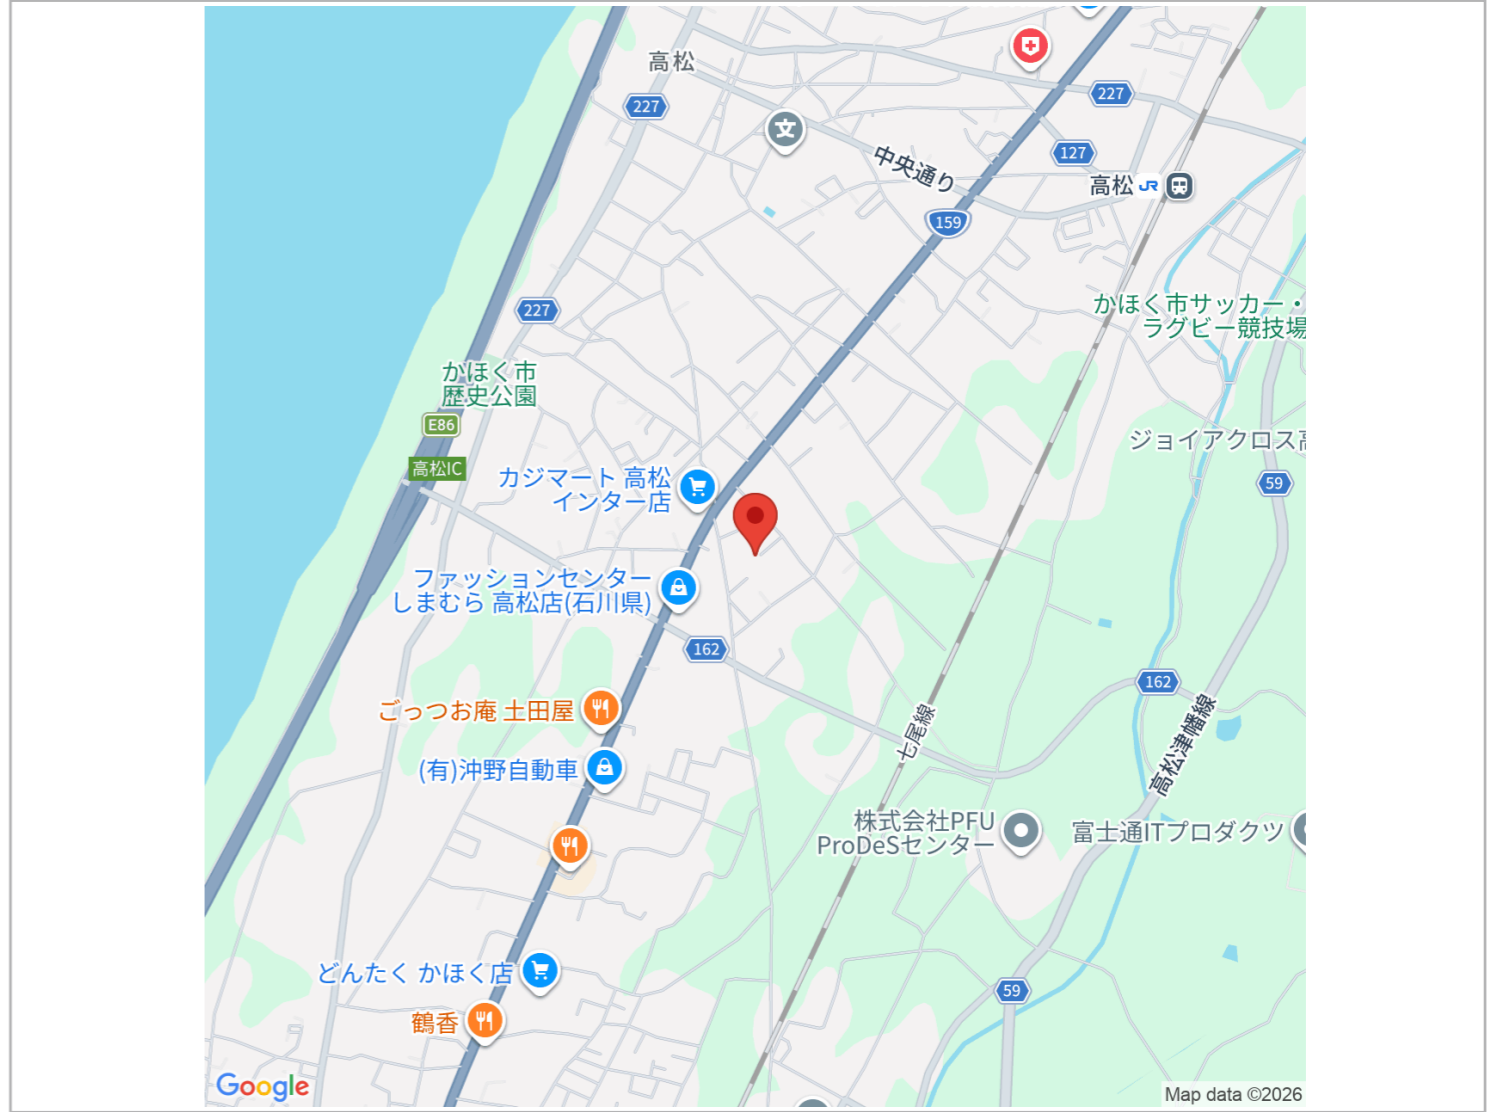 高松
227
227
中央通り
127
高松
JR
159
かほく市サッカー・
ラグビー競技場
227
かほく市
歴史公園
E86
高松IC
ジョイアクロス高
59
カジマート 高松
インター店
ファッションセンター
しまむら 高松店(石川県)
162
162
ごっつお庵 土田屋
七尾線
高松津幡線
(有)沖野自動車
株式会社PFU
ProDeSセンター
富士通ITプロダクツ
どんたく かほく店
59
鶴香
Google
Map data ©2026